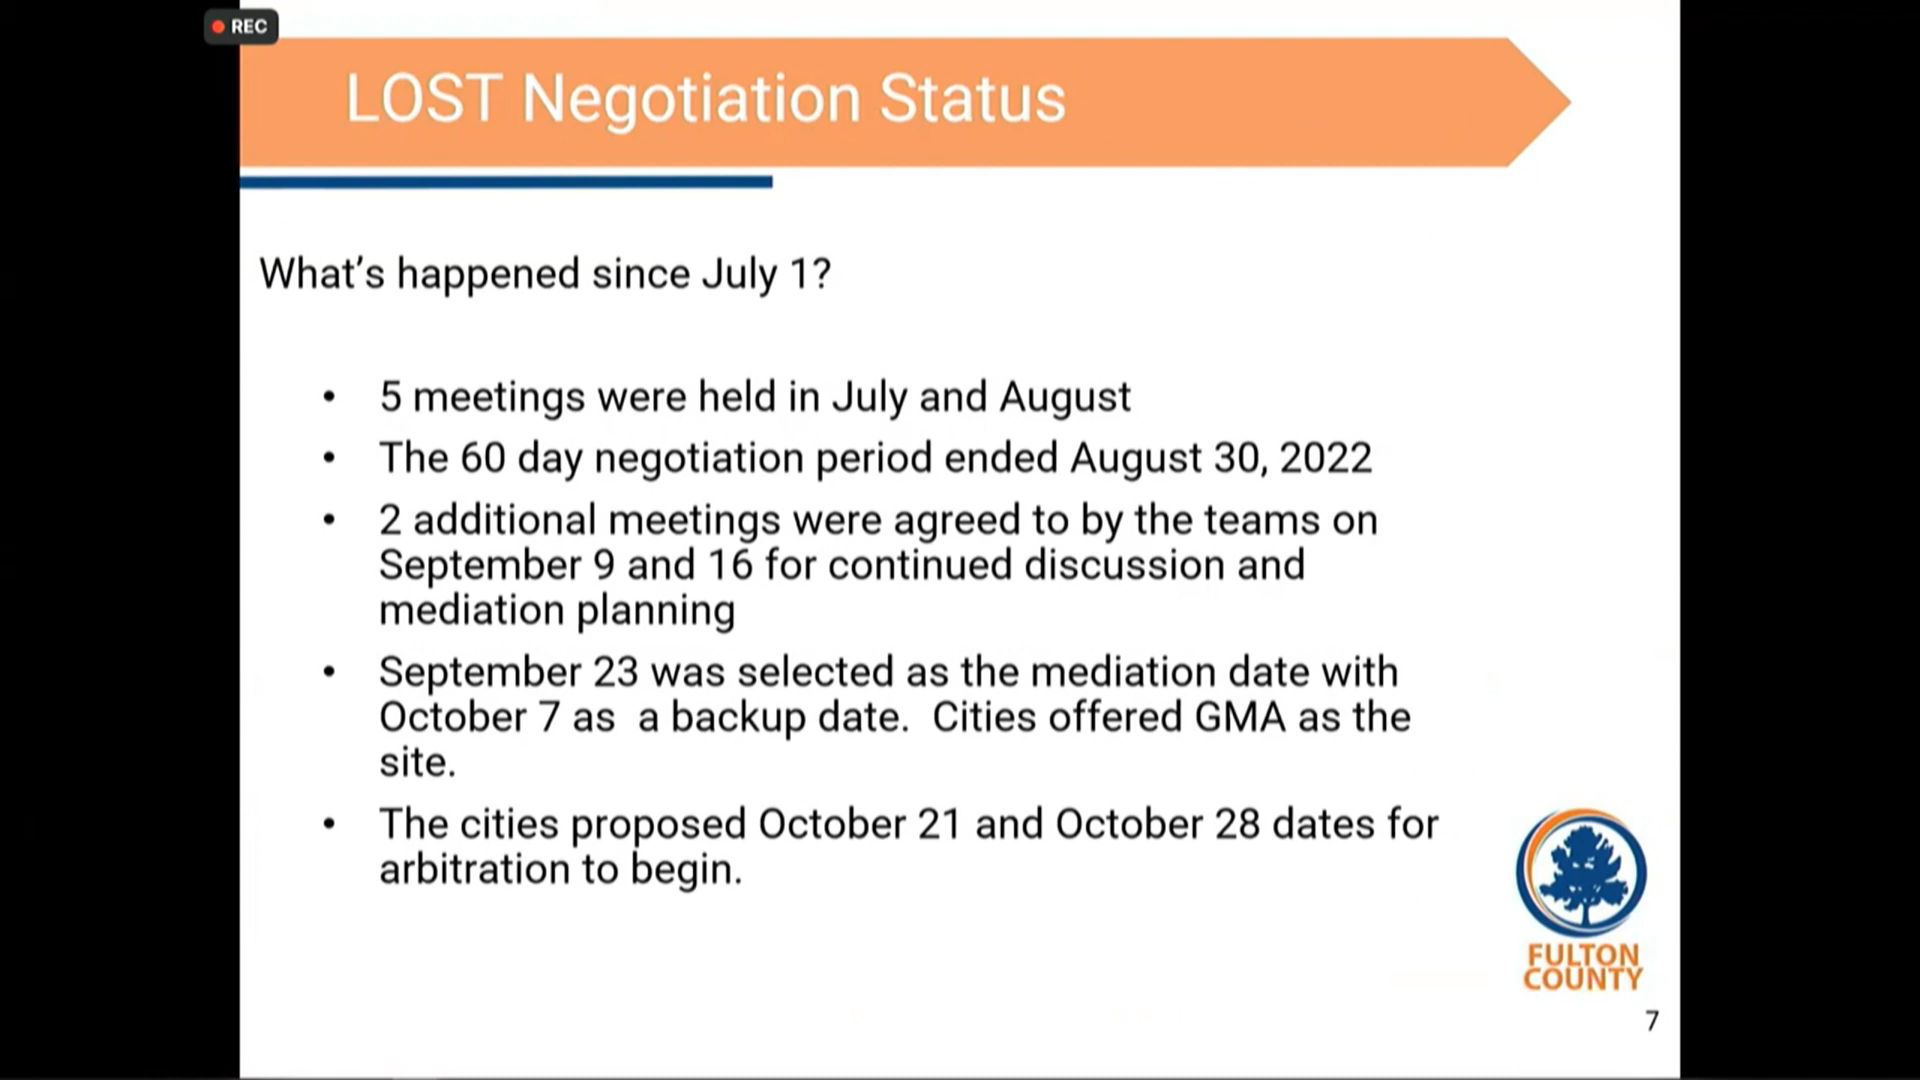 REC
LOST Negotiation Status
What's happened since July 1?
• 5 meetings were held in July and August
• The 60 day negotiation period ended August 30, 2022
• 2 additional meetings were agreed to by the teams on
September 9 and 16 for continued discussion and
mediation planning
• September 23 was selected as the mediation date with
October 7 as  a backup date.  Cities offered GMA as the
site.
• The cities proposed October 21 and October 28 dates for
arbitration to begin.
FULTON
COUNTY
7